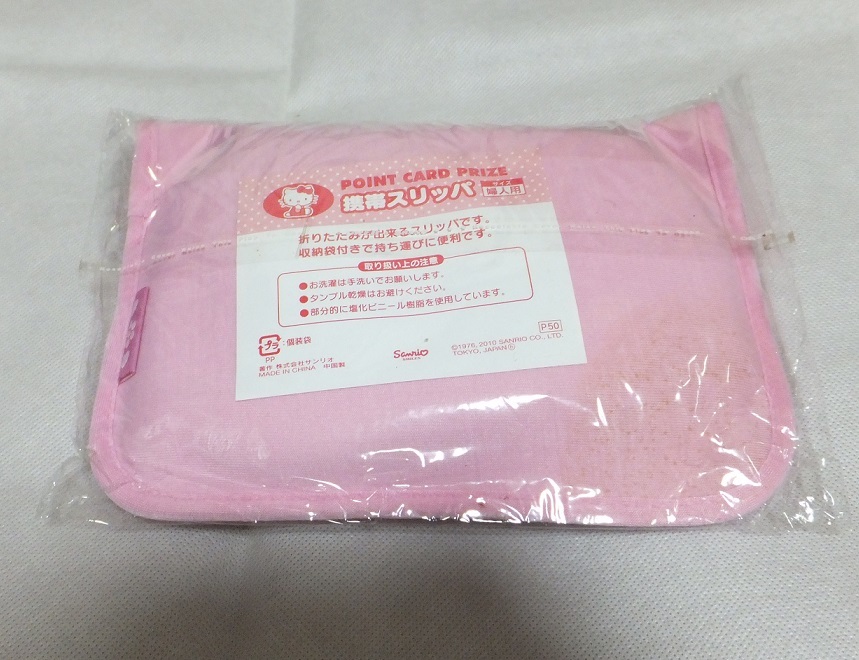 POINT CARD PRIZE
携帯スリッパ サイズ 婦人用
折りたたみが出来るスリッパです。
収納袋付きで持ち運びに便利です。
取り扱い上の注意
●お洗濯は手洗いでお願いします。
●タンブル乾燥はお避けください。
●部分的に塩化ビニール樹脂を使用しています。
P50
プラ :個装袋
PP
Sanrio
©1976, 2010 SANRIO CO., LTD.
TOKYO, JAPAN Ⓛ
著作 株式会社サンリオ
MADE IN CHINA 中国製